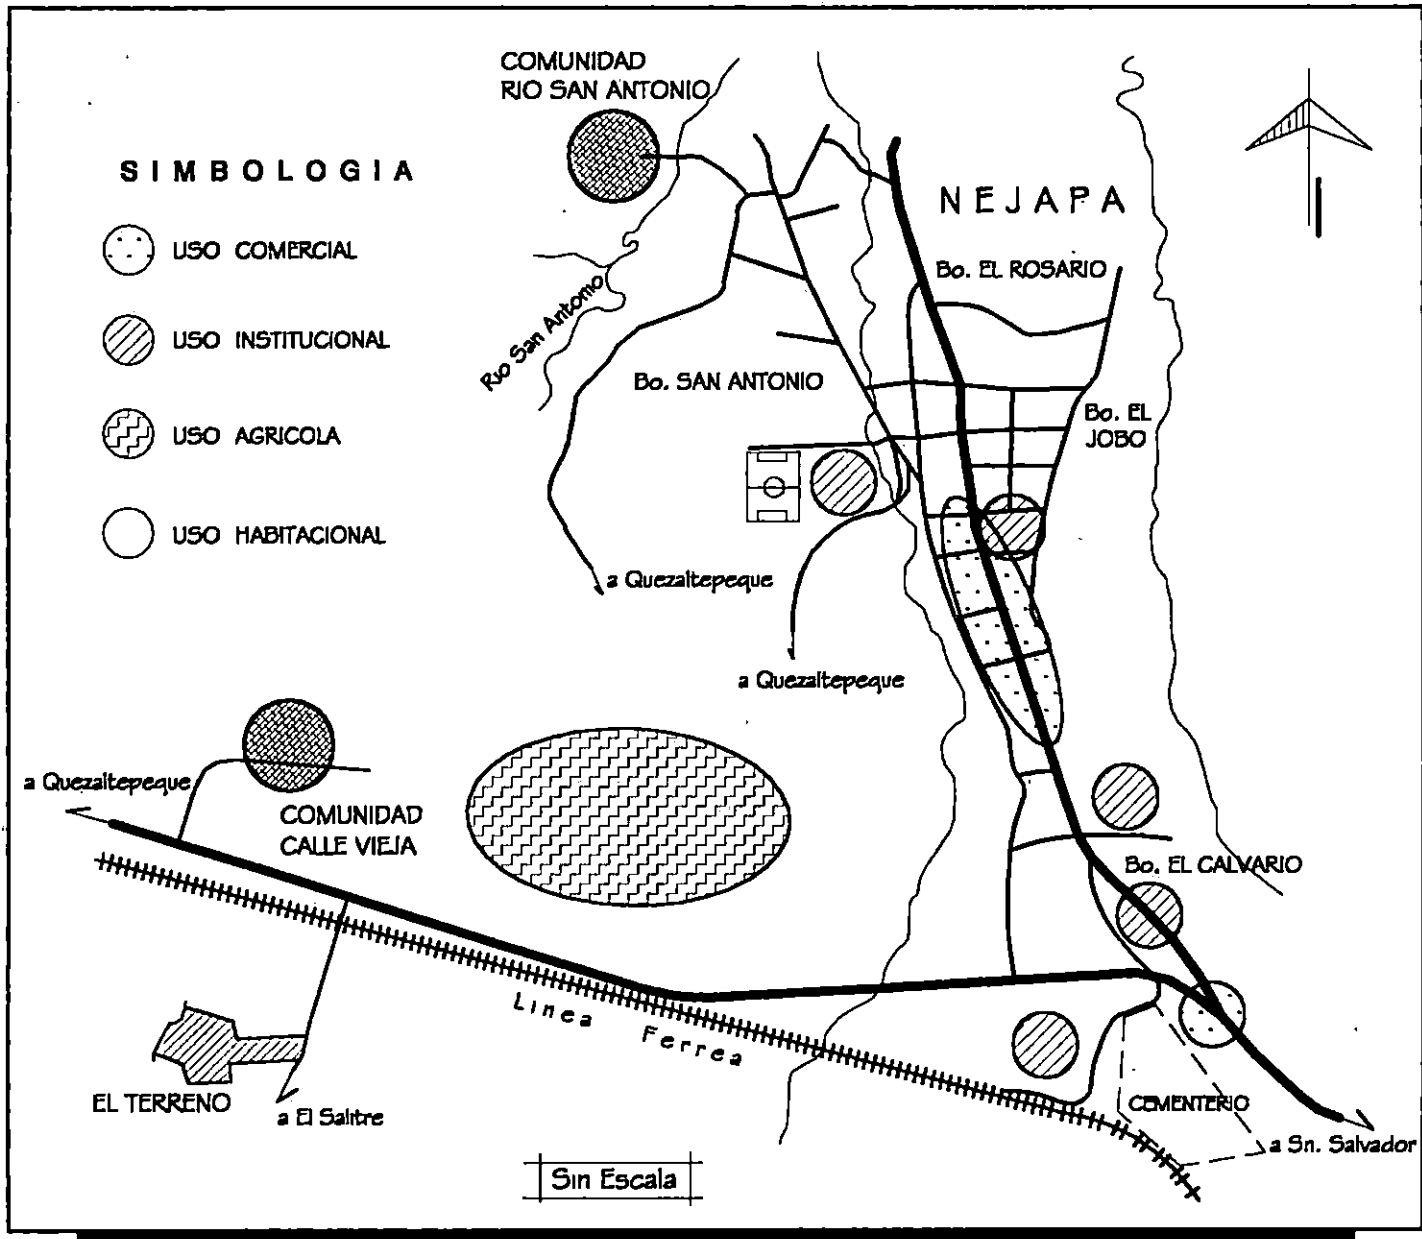 COMUNIDAD
RIO SAN ANTONIO
SIMBOLOGIA
NEJAPA
USO COMERCIAL
Bo. EL ROSARIO
Rio San Antonio
USO INSTITUCIONAL
Bo. SAN ANTONIO
Bo. EL
JOBO
USO AGRICOLA
USO HABITACIONAL
a Quezaltepeque
a Quezaltepeque
a Quezaltepeque
COMUNIDAD
CALLE VIEJA
Bo. EL CALVARIO
Linea Ferrea
EL TERRENO
a El Salitre
CEMENTERIO
a Sn. Salvador
Sin Escala